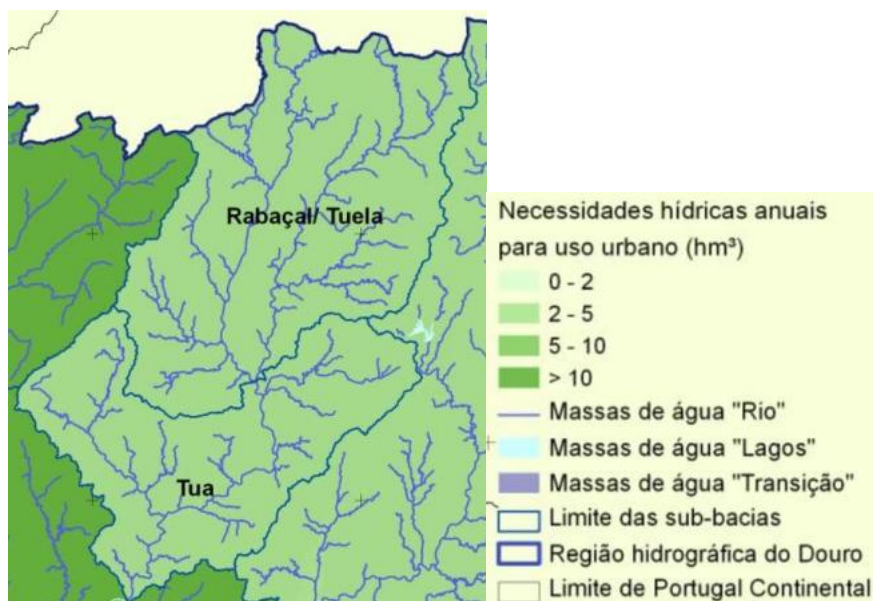 Rabaçal/ Tuela
Tua
Necessidades hídricas anuais
para uso urbano (hm³)
0 - 2
2 - 5
5 - 10
> 10
Massas de água "Rio"
Massas de água "Lagos"
Massas de água "Transição"
Limite das sub-bacias
Região hidrográfica do Douro
Limite de Portugal Continental